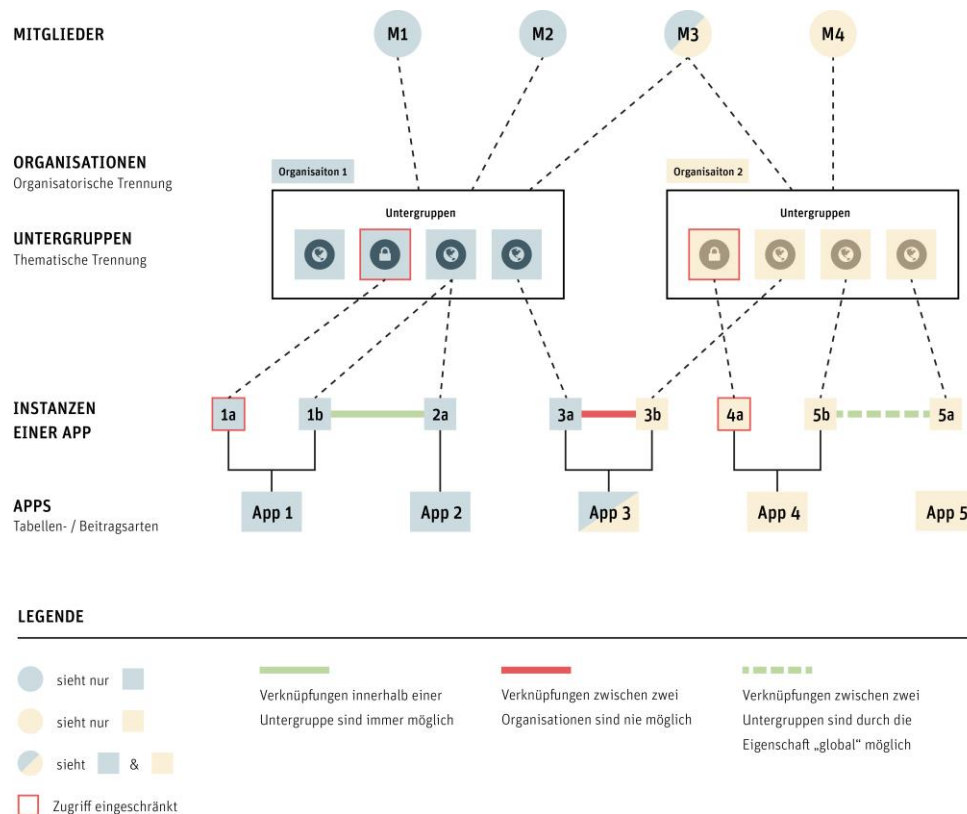 MITGLIEDER
M1
M2
M3
M4
ORGANISATIONEN
Organisatorische Trennung
Organisaiton 1
Organisaiton 2
UNTERGRUPPEN
Thematische Trennung
Untergruppen
Untergruppen
INSTANZEN
EINER APP
1a
1b
2a
3a
3b
4a
5b
5a
APPS
Tabellen- / Beitragsarten
App 1
App 2
App 3
App 4
App 5
LEGENDE
sieht nur
sieht nur
sieht &
Zugriff eingeschränkt
Verknüpfungen innerhalb einer
Untergruppe sind immer möglich
Verknüpfungen zwischen zwei
Organisationen sind nie möglich
Verknüpfungen zwischen zwei
Untergruppen sind durch die
Eigenschaft „global“ möglich